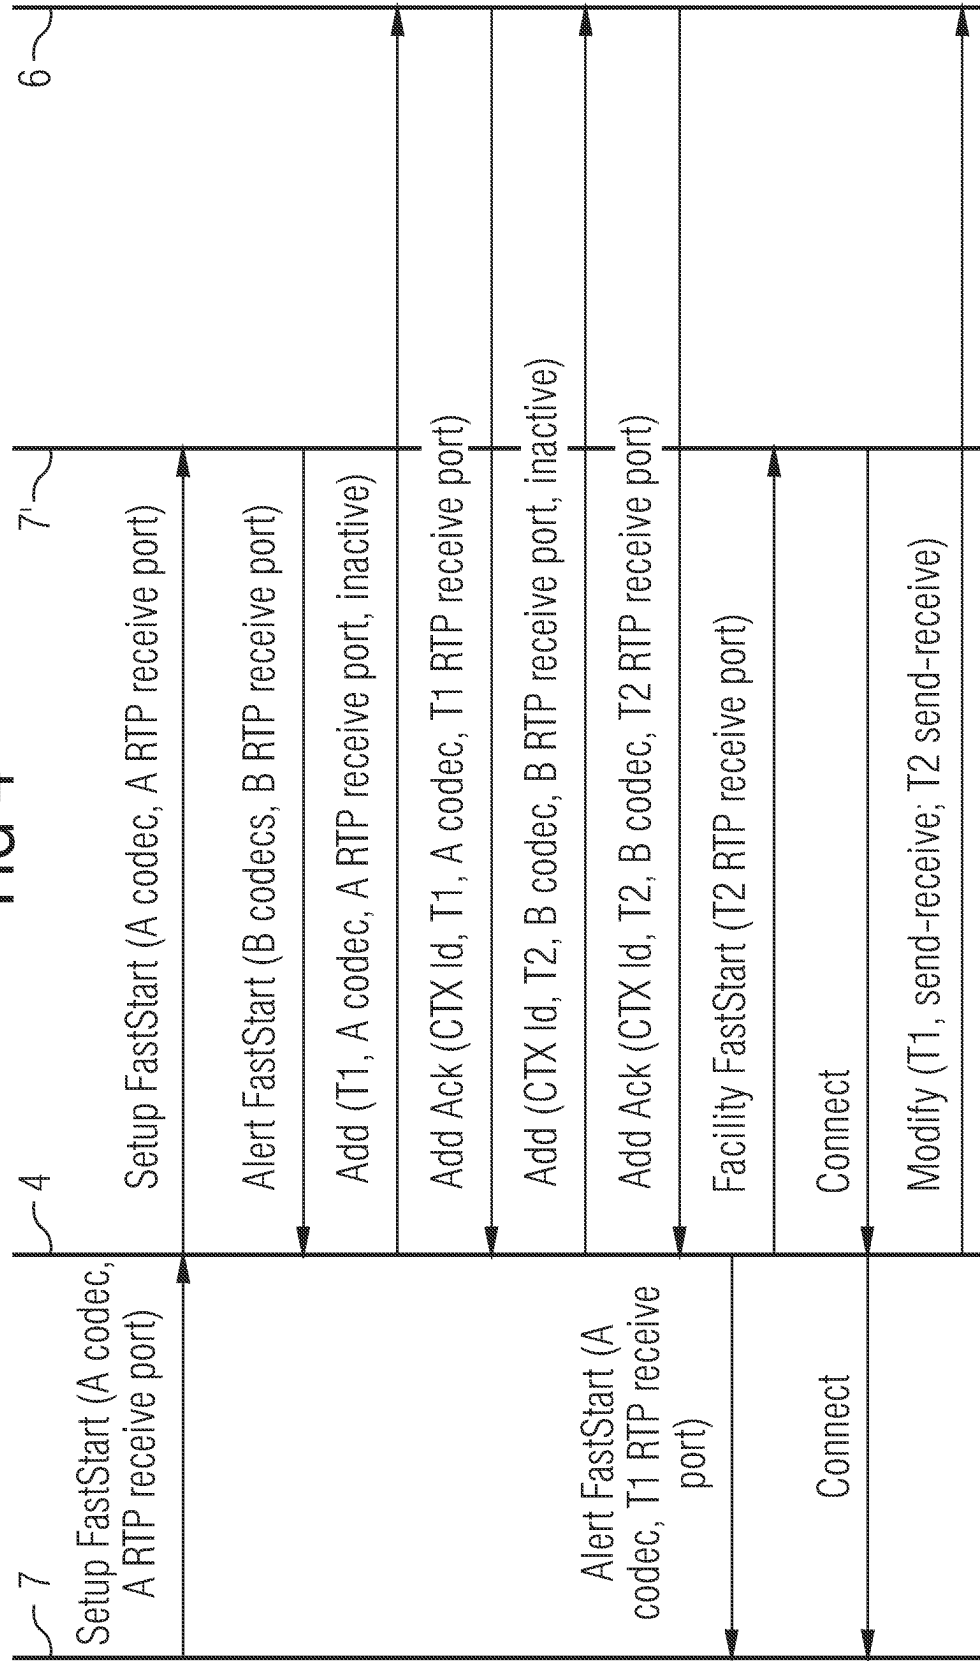 7
4
7'
6
Setup FastStart (A codec,
A RTP receive port)
Setup FastStart (A codec, A RTP receive port)
Alert FastStart (B codecs, B RTP receive port)
Add (T1, A codec, A RTP receive port, inactive)
Add Ack (CTX Id, T1, A codec, T1 RTP receive port)
Add (CTX Id, T2, B codec, B RTP receive port, inactive)
Add Ack (CTX Id, T2, B codec, T2 RTP receive port)
Alert FastStart (A
codec, T1 RTP receive
port)
Facility FastStart (T2 RTP receive port)
Connect
Connect
Modify (T1, send-receive; T2 send-receive)